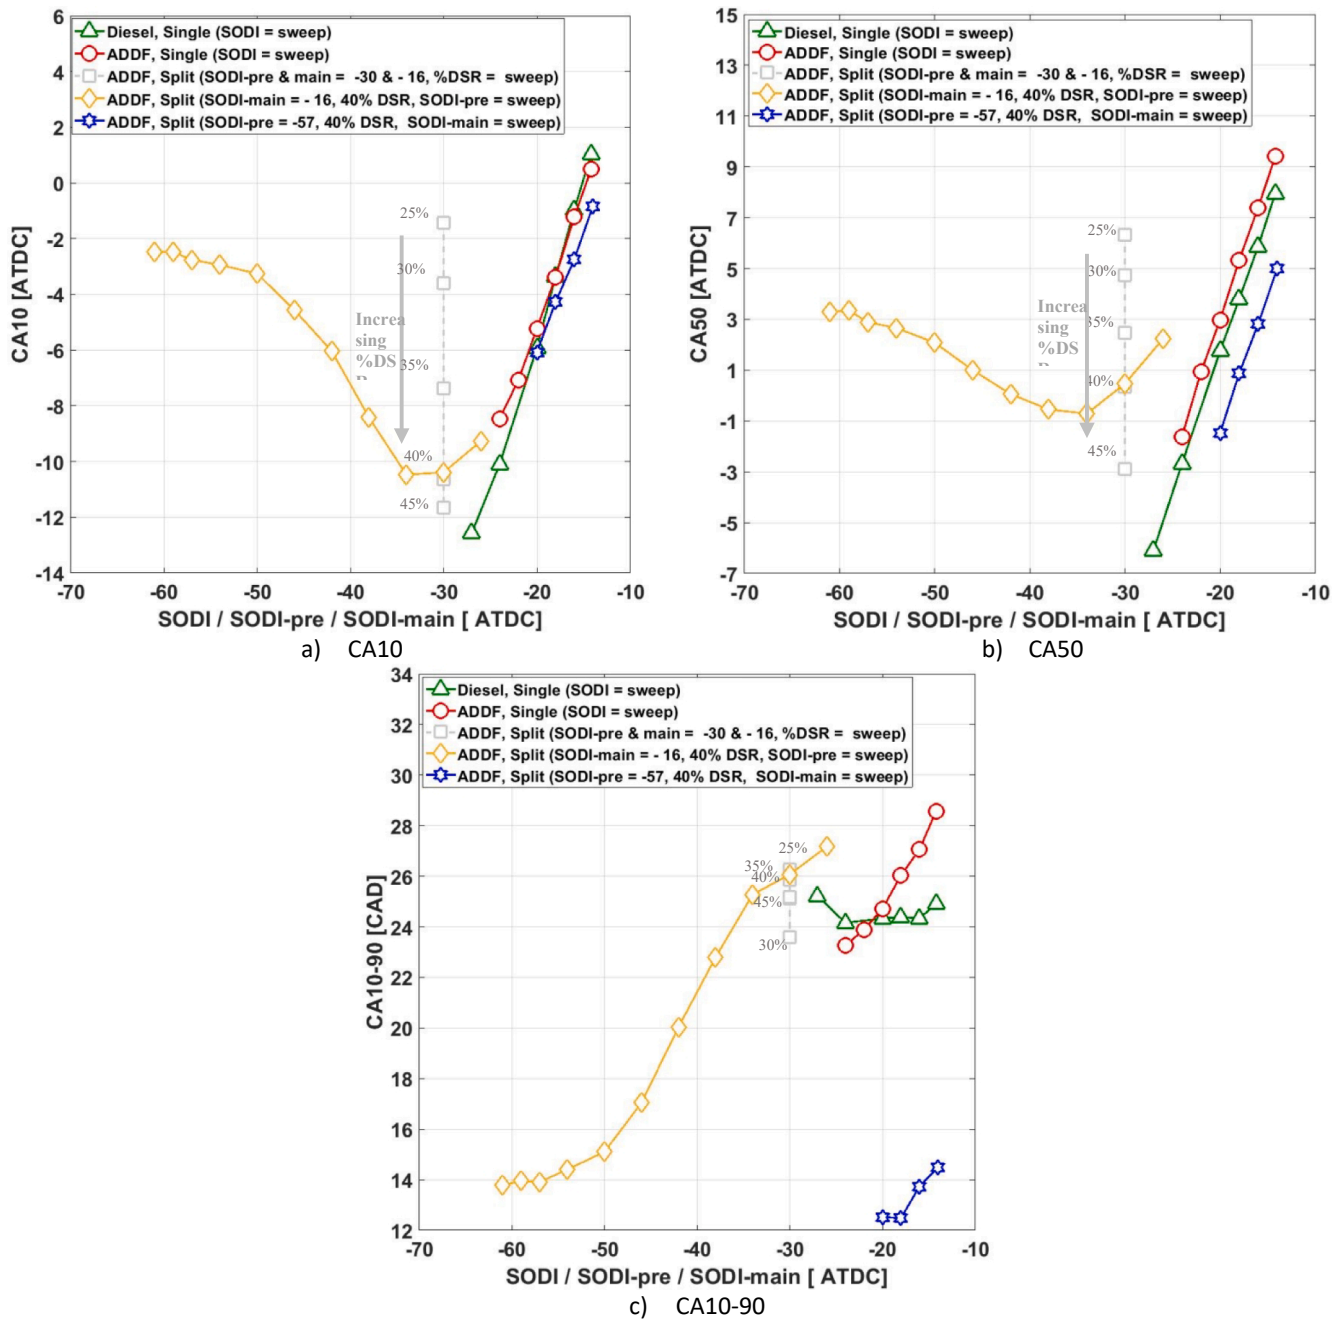 6
4
2
0
-2
-4
-6
-8
-10
-12
-14
CA10 [ATDC]
Diesel, Single (SODI = sweep)
ADDF, Single (SODI = sweep)
ADDF, Split (SODI-pre & main = -30 & - 16, %DSR = sweep)
ADDF, Split (SODI-main = - 16, 40% DSR, SODI-pre = sweep)
ADDF, Split (SODI-pre = -57, 40% DSR, SODI-main = sweep)
25%
30%
Increa
sing
%DS
35%
40%
45%
-70 -60 -50 -40 -30 -20 -10
SODI / SODI-pre / SODI-main [ ATDC]
a) CA10
15
13
11
9
7
5
3
1
-1
-3
-5
-7
CA50 [ATDC]
Diesel, Single (SODI = sweep)
ADDF, Single (SODI = sweep)
ADDF, Split (SODI-pre & main = -30 & - 16, %DSR = sweep)
ADDF, Split (SODI-main = - 16, 40% DSR, SODI-pre = sweep)
ADDF, Split (SODI-pre = -57, 40% DSR, SODI-main = sweep)
25%
30%
Increa
sing
%DS
35%
40%
45%
-70 -60 -50 -40 -30 -20 -10
SODI / SODI-pre / SODI-main [ ATDC]
b) CA50
34
32
30
28
26
24
22
20
18
16
14
12
CA10-90 [CAD]
Diesel, Single (SODI = sweep)
ADDF, Single (SODI = sweep)
ADDF, Split (SODI-pre & main = -30 & - 16, %DSR = sweep)
ADDF, Split (SODI-main = - 16, 40% DSR, SODI-pre = sweep)
ADDF, Split (SODI-pre = -57, 40% DSR, SODI-main = sweep)
25%
35%
40%
45%
30%
-70 -60 -50 -40 -30 -20 -10
SODI / SODI-pre / SODI-main [ ATDC]
c) CA10-90